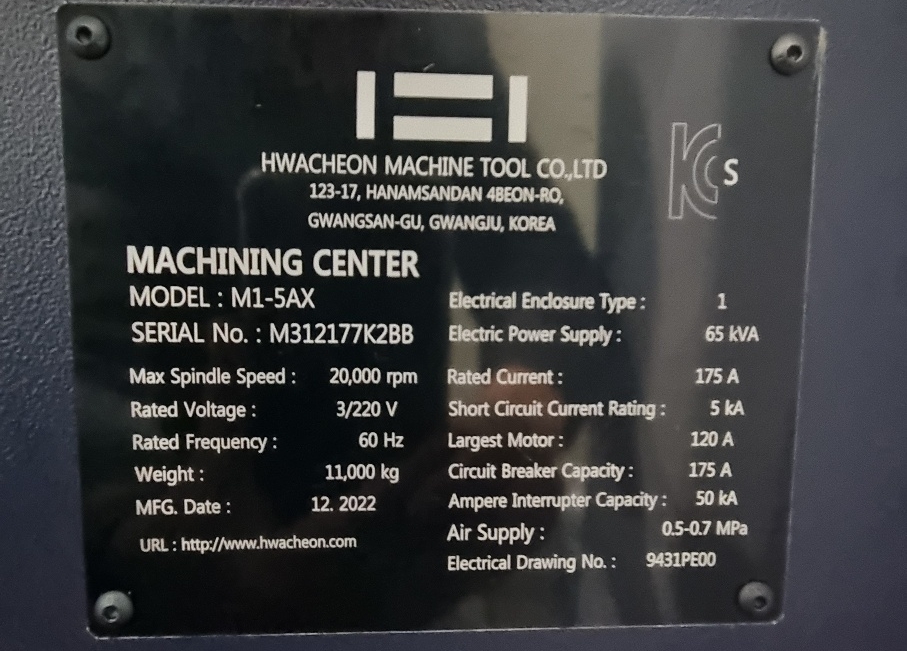 HWACHEON MACHINE TOOL CO.,LTD
123-17, HANAMSANDAN 4BEON-RO,
GWANGSAN-GU, GWANGJU, KOREA
KCs
MACHINING CENTER
MODEL : M1-5AX
SERIAL No. : M312177K2BB
Max Spindle Speed : 20,000 rpm
Rated Voltage : 3/220 V
Rated Frequency : 60 Hz
Weight : 11,000 kg
MFG. Date : 12. 2022
URL : http://www.hwacheon.com
Electrical Enclosure Type : 1
Electric Power Supply : 65 kVA
Rated Current : 175 A
Short Circuit Current Rating : 5 kA
Largest Motor : 120 A
Circuit Breaker Capacity : 175 A
Ampere Interrupter Capacity : 50 kA
Air Supply : 0.5-0.7 MPa
Electrical Drawing No. : 9431PE00